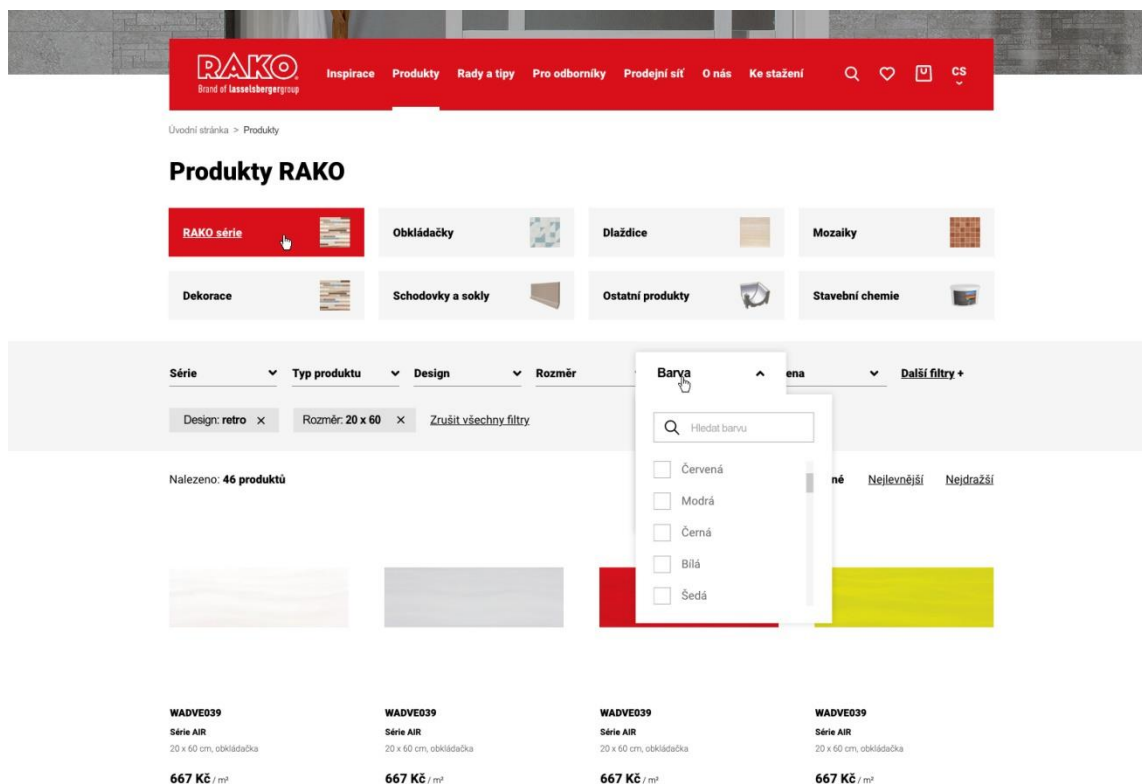 RAKO
Brand of lasselsbergergroup
Inspirace Produkty Rady a tipy Pro odborníky Prodejní síť O nás Ke stažení CS
Úvodní stránka > Produkty
Produkty RAKO
RAKO série Obkládačky Dlaždice Mozaiky
Dekorace Schodovky a sokly Ostatní produkty Stavební chemie
Série Typ produktu Design Rozměr Barva ena Další filtry +
Design: retro × Rozměr: 20 x 60 × Zrušit všechny filtry
Hledat barvu
Červená
Modrá
Černá
Bílá
Šedá
Nalezeno: 46 produktů né Nejlevnější Nejdražší
WADVE039 WADVE039 WADVE039 WADVE039
Série AIR Série AIR Série AIR Série AIR
20 x 60 cm, obkládačka 20 x 60 cm, obkládačka 20 x 60 cm, obkládačka 20 x 60 cm, obkládačka
667 Kč / m² 667 Kč / m² 667 Kč / m² 667 Kč / m²